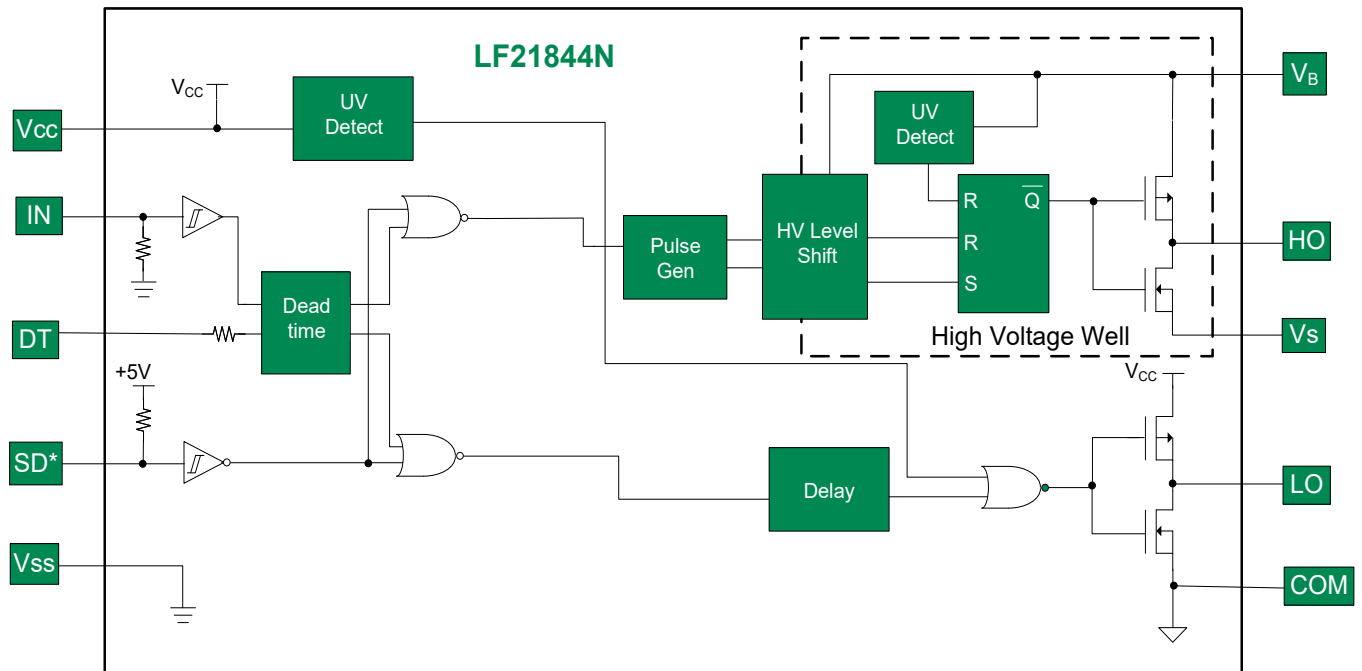 LF21844N
VB
VCC
UV
Detect
UV
Detect
Vcc
IN
R
Q
HV Level
Shift
R
Pulse
Gen
HO
S
Dead
time
DT
High Voltage Well
Vs
+5V
VCC
SD*
Delay
LO
Vss
COM